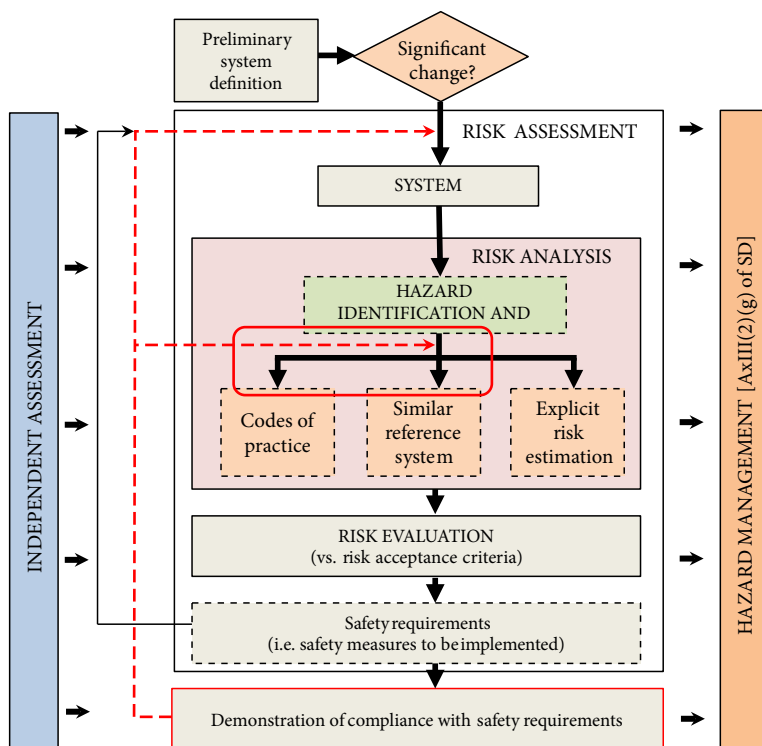 Preliminary
system
definition
Significant
change?
RISK ASSESSMENT
SYSTEM
RISK ANALYSIS
HAZARD
IDENTIFICATION AND
Codes of
practice
Similar
reference
system
Explicit
risk
estimation
RISK EVALUATION
(vs. risk acceptance criteria)
Safety requirements
(i.e. safety measures to be implemented)
Demonstration of compliance with safety requirements
INDEPENDENT ASSESSMENT
HAZARD MANAGEMENT [AxIII(2)(g) of SD]